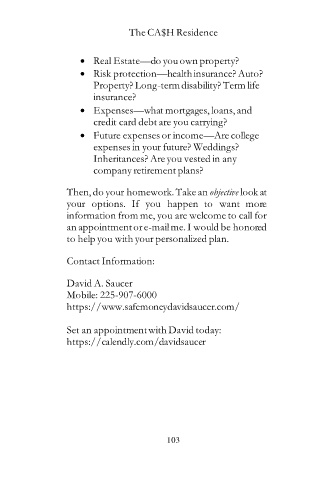 The CA$H Residence
• Real Estate—do you own property?
• Risk protection—health insurance? Auto?
Property? Long-term disability? Term life
insurance?
• Expenses—what mortgages, loans, and
credit card debt are you carrying?
• Future expenses or income—Are college
expenses in your future? Weddings?
Inheritances? Are you vested in any
company retirement plans?
Then, do your homework. Take an objective look at
your options. If you happen to want more
information from me, you are welcome to call for
an appointment or e-mail me. I would be honored
to help you with your personalized plan.
Contact Information:
David A. Saucer
Mobile: 225-907-6000
https://www.safemoneydavidsaucer.com/
Set an appointment with David today:
https://calendly.com/davidsaucer
103